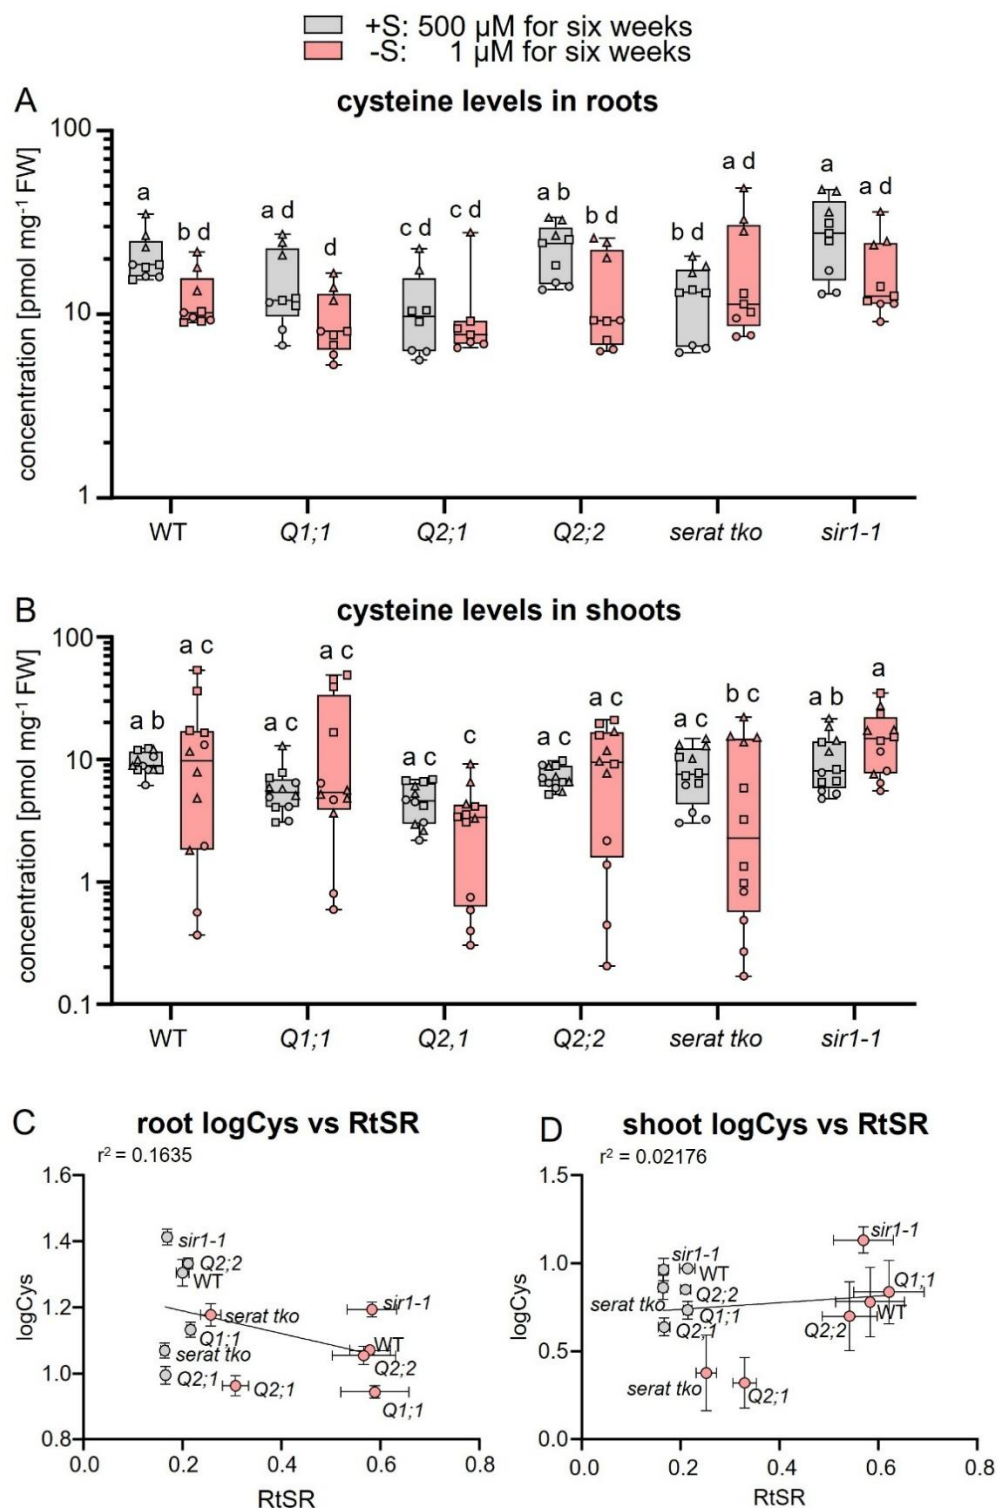 +S: 500 µM for six weeks
-S: 1 µM for six weeks
A
cysteine levels in roots
concentration [pmol mg⁻¹ FW]
100
10
1
a
b d
a d
d
c d
c d
a b
b d
b d
a d
a
a d
WT
Q1;1
Q2;1
Q2;2
serat tko
sir1-1
B
cysteine levels in shoots
concentration [pmol mg⁻¹ FW]
100
10
1
0.1
a b
a c
a c
a c
a c
c
a c
a c
a c
b c
a b
a
WT
Q1;1
Q2,1
Q2;2
serat tko
sir1-1
C
root logCys vs RtSR
r² = 0.1635
logCys
1.6
1.4
1.2
1.0
0.8
sir1-1
Q2;2
WT
serat tko
Q1;1
serat tko
Q2;1
Q2;1
sir1-1
WT
Q2;2
Q1;1
0.0
0.2
0.4
0.6
0.8
RtSR
D
shoot logCys vs RtSR
r² = 0.02176
logCys
1.5
1.0
0.5
0.0
sir1-1
WT
serat tko
Q2;2
Q1;1
Q2;1
serat tko
Q2;1
sir1-1
Q1;1
WT
Q2;2
0.0
0.2
0.4
0.6
0.8
RtSR